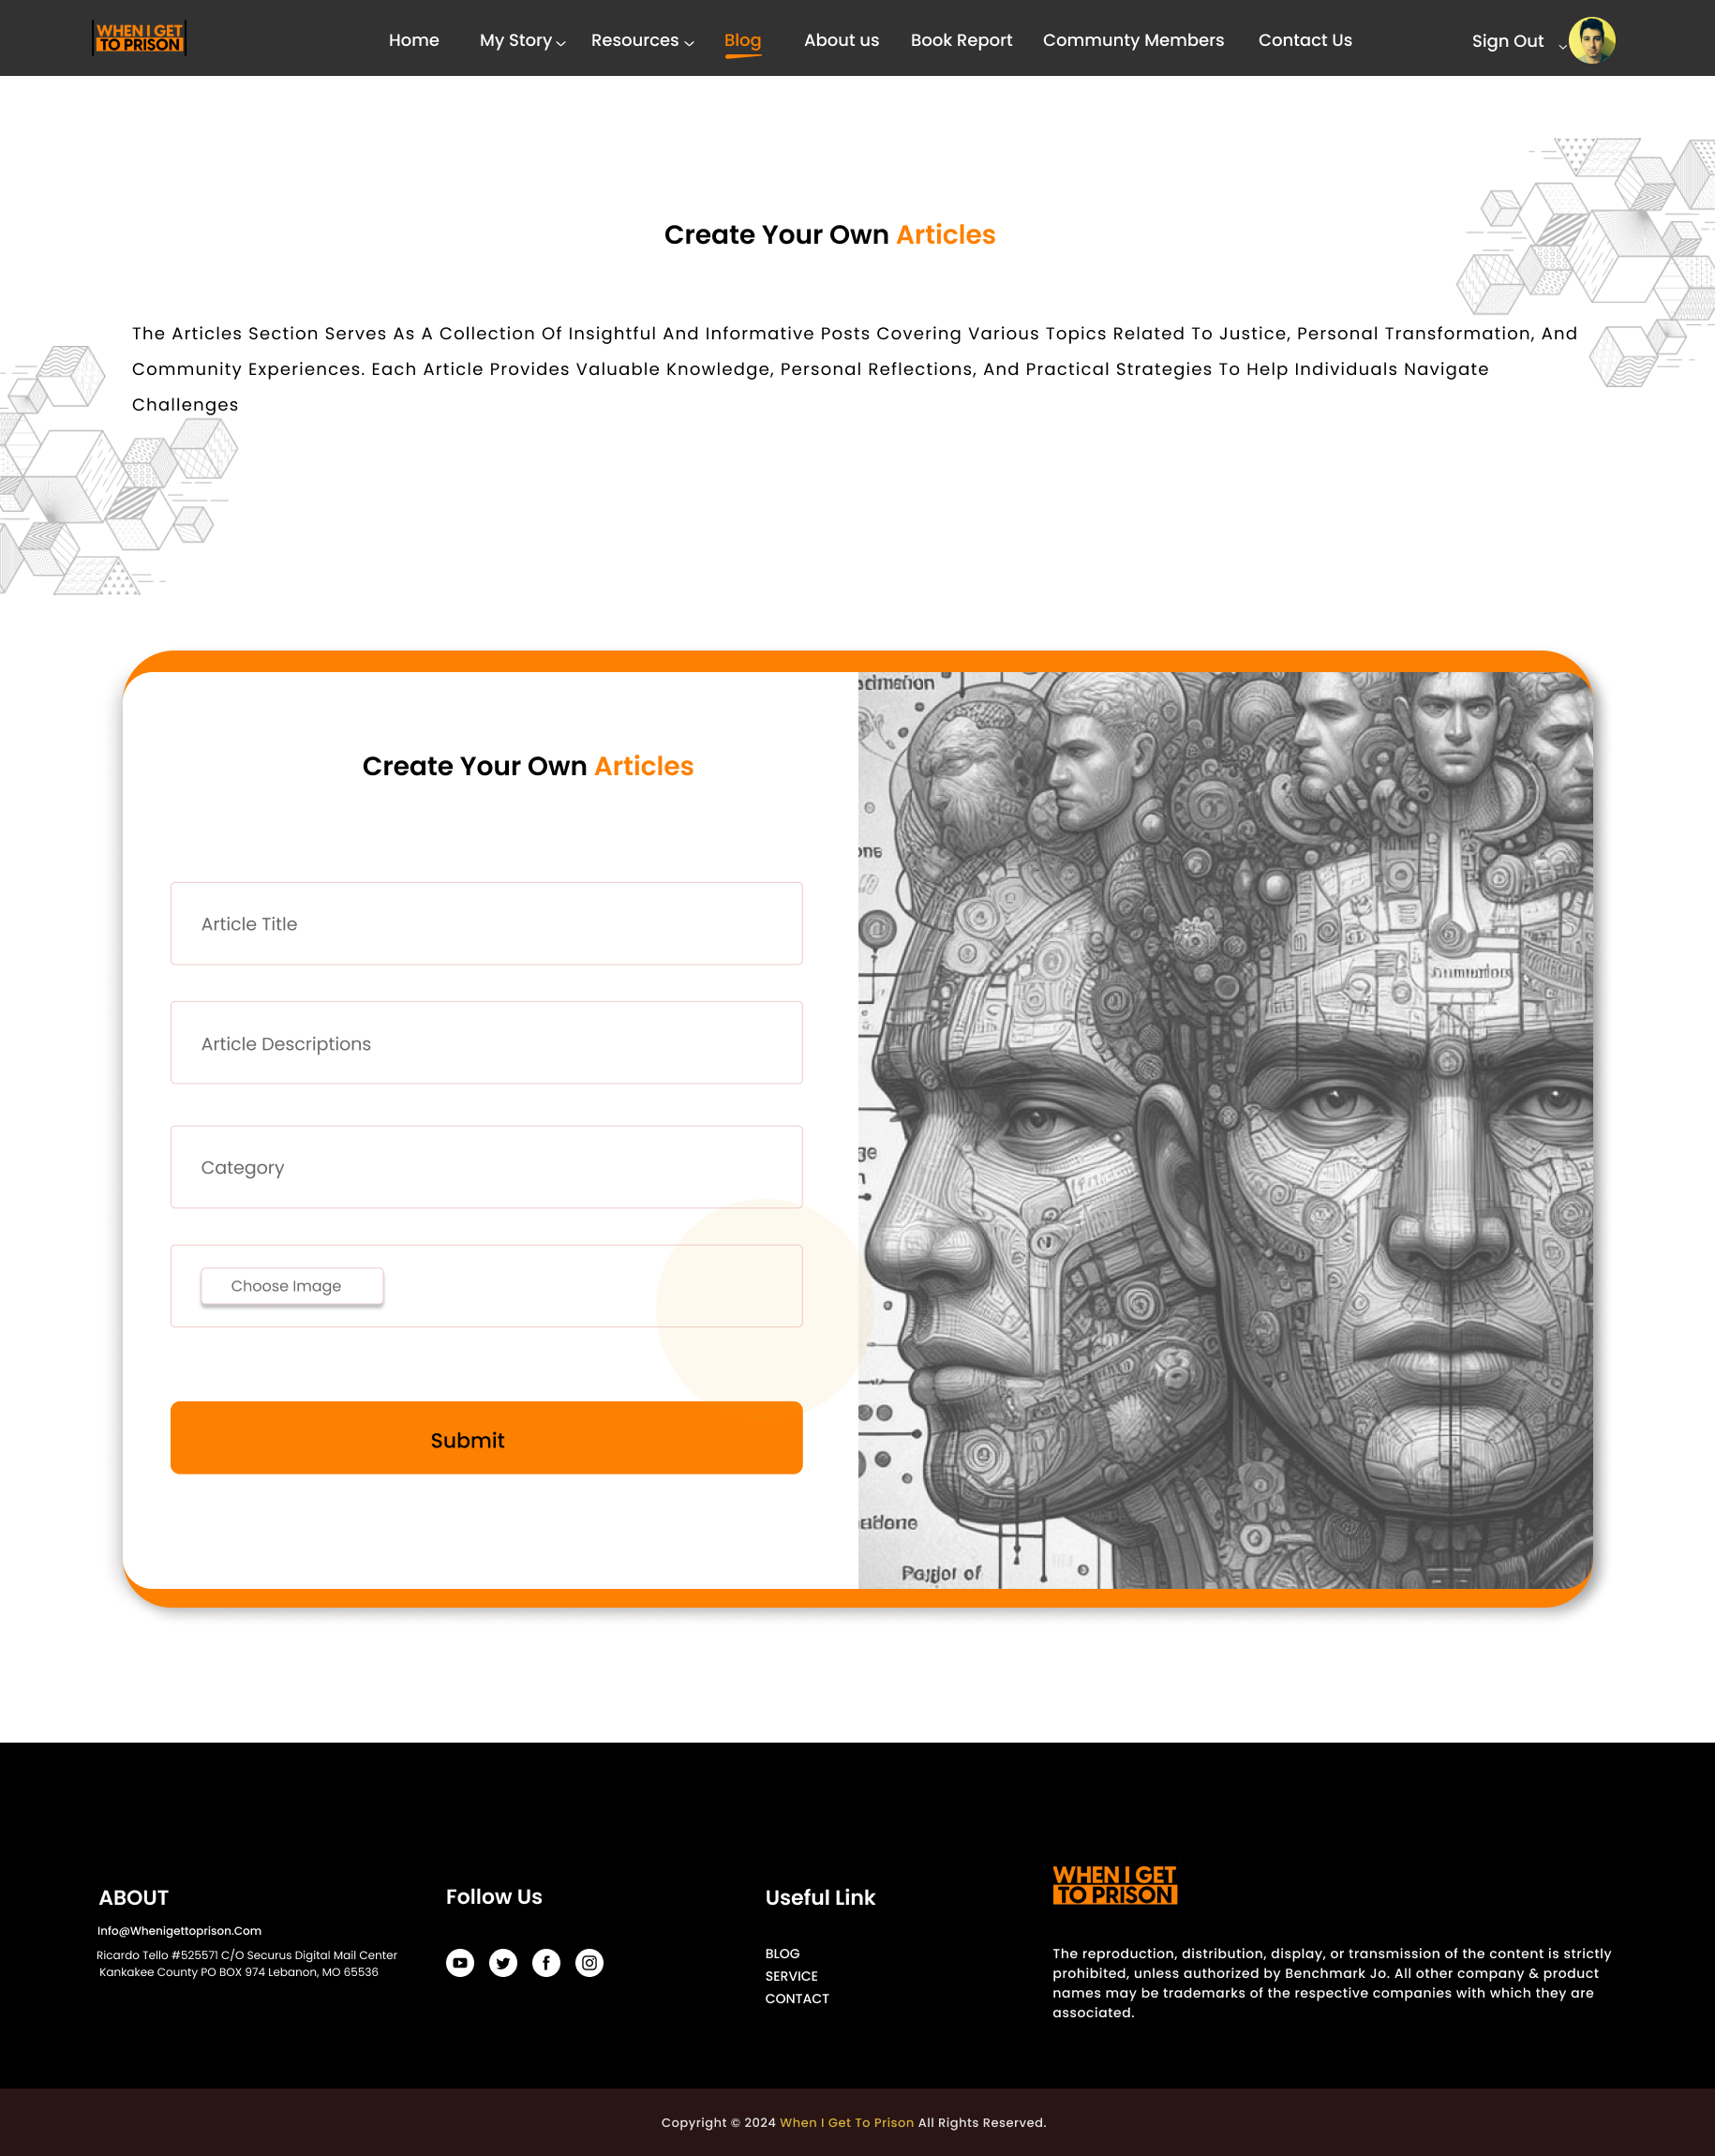 WHEN I GET
TO PRISON
Home My Story Resources Blog About us Book Report Communty Members Contact Us Sign Out
Create Your Own Articles
The Articles Section Serves As A Collection Of Insightful And Informative Posts Covering Various Topics Related To Justice, Personal Transformation, And
Community Experiences. Each Article Provides Valuable Knowledge, Personal Reflections, And Practical Strategies To Help Individuals Navigate
Challenges
Create Your Own Articles
Article Title
Article Descriptions
Category
Choose Image
Submit
ABOUT
Info@Whenigettoprison.Com
Ricardo Tello #525571 C/O Securus Digital Mail Center
Kankakee County PO BOX 974 Lebanon, MO 65536
Follow Us
Useful Link
BLOG
SERVICE
CONTACT
WHEN I GET
TO PRISON
The reproduction, distribution, display, or transmission of the content is strictly
prohibited, unless authorized by Benchmark Jo. All other company & product
names may be trademarks of the respective companies with which they are
associated.
Copyright © 2024 When I Get To Prison All Rights Reserved.